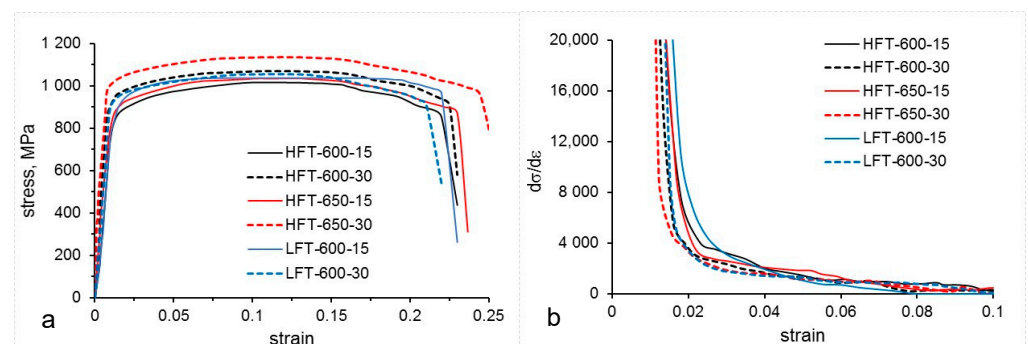 1 200
1 000
800
600
400
200
0
stress, MPa
HFT-600-15
HFT-600-30
HFT-650-15
HFT-650-30
LFT-600-15
LFT-600-30
0 0.05 0.1 0.15 0.2 0.25
strain
a
20,000
16,000
12,000
8 000
4 000
0
dσ/dε
HFT-600-15
HFT-600-30
HFT-650-15
HFT-650-30
LFT-600-15
LFT-600-30
0 0.02 0.04 0.06 0.08 0.1
strain
b